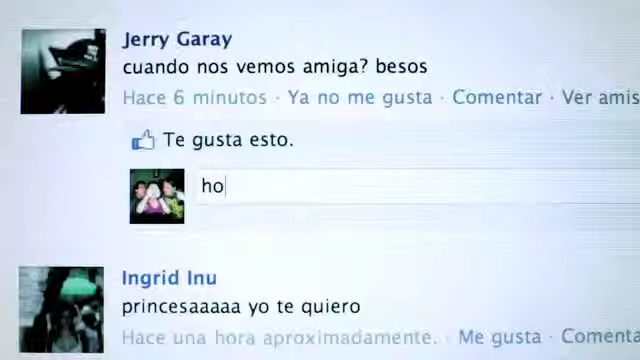 Jerry Garay
cuando nos vemos amiga? besos
Hace 6 minutos · Ya no me gusta · Comentar · Ver amis
Te gusta esto.
ho
Ingrid Inu
princesaaaaa yo te quiero
Hace una hora aproximadamente. · Me gusta · Comenta